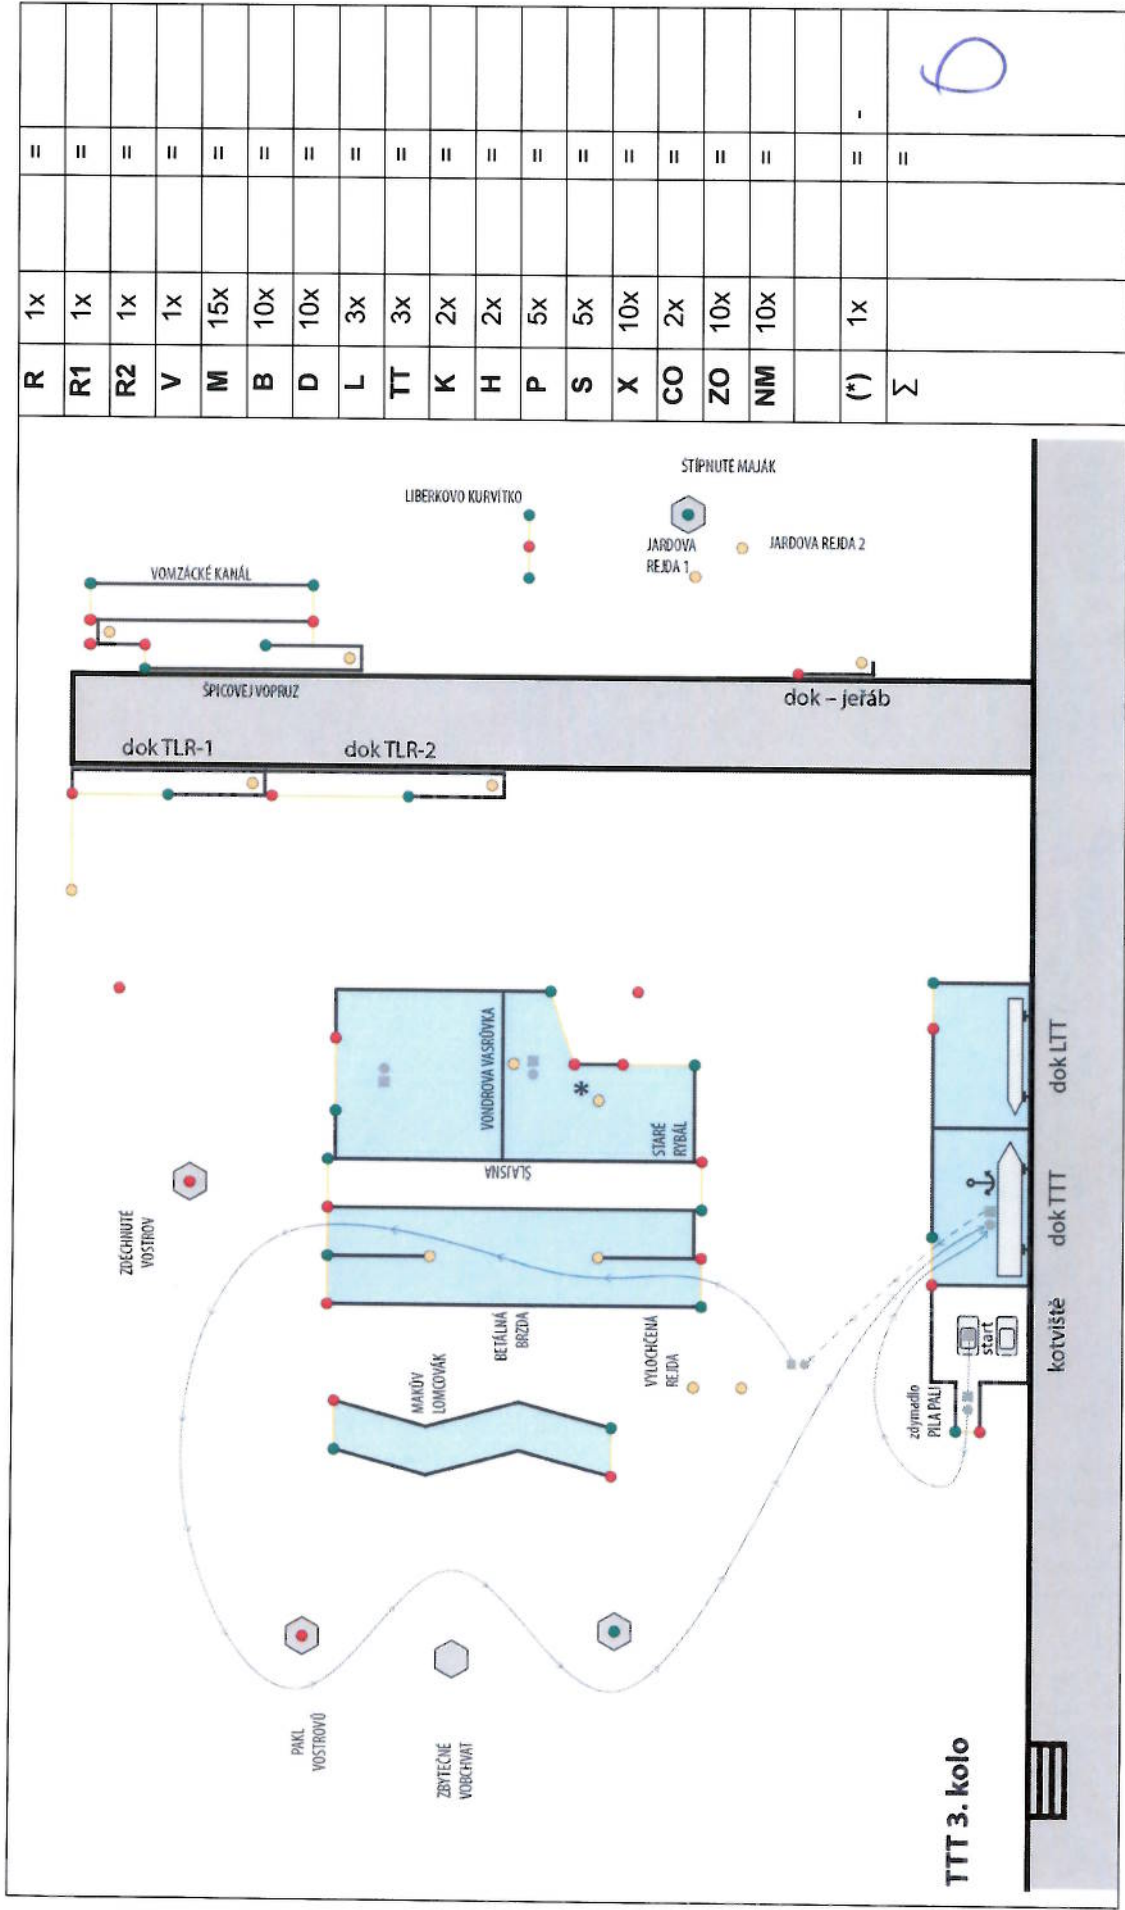 TTT 3. kolo
PAKL
VOSTROVŮ
ZBYTEČNÉ
VOBCHVAT
ZDECHNUTÉ
VOSTROV
MAKŮV
LOMCOVÁK
BETÁLNÁ
BRZDA
VYLOCHČENÁ
REJDA
zdymadlo
PILA PALI
start
kotviště
dok TTT
dok LTT
ŠLAJSNA
VONDROVA VASRŮVKA
*
STARÉ
RYBÁL
dok TLR-1
dok TLR-2
ŠPICOVEJ VOPRUZ
dok – jeřáb
VOMZÁCKÉ KANÁL
LIBERKOVO KURVÍTKO
JARDOVA
REJDA 1
JARDOVA REJDA 2
ŠTÍPNUTÉ MAJÁK
R 1x =
R1 1x =
R2 1x =
V 1x =
M 15x =
B 10x =
D 10x =
L 3x =
TT 3x =
K 2x =
H 2x =
P 5x =
S 5x =
X 10x =
CO 2x =
ZO 10x =
NM 10x =
(*) 1x = -
Σ =